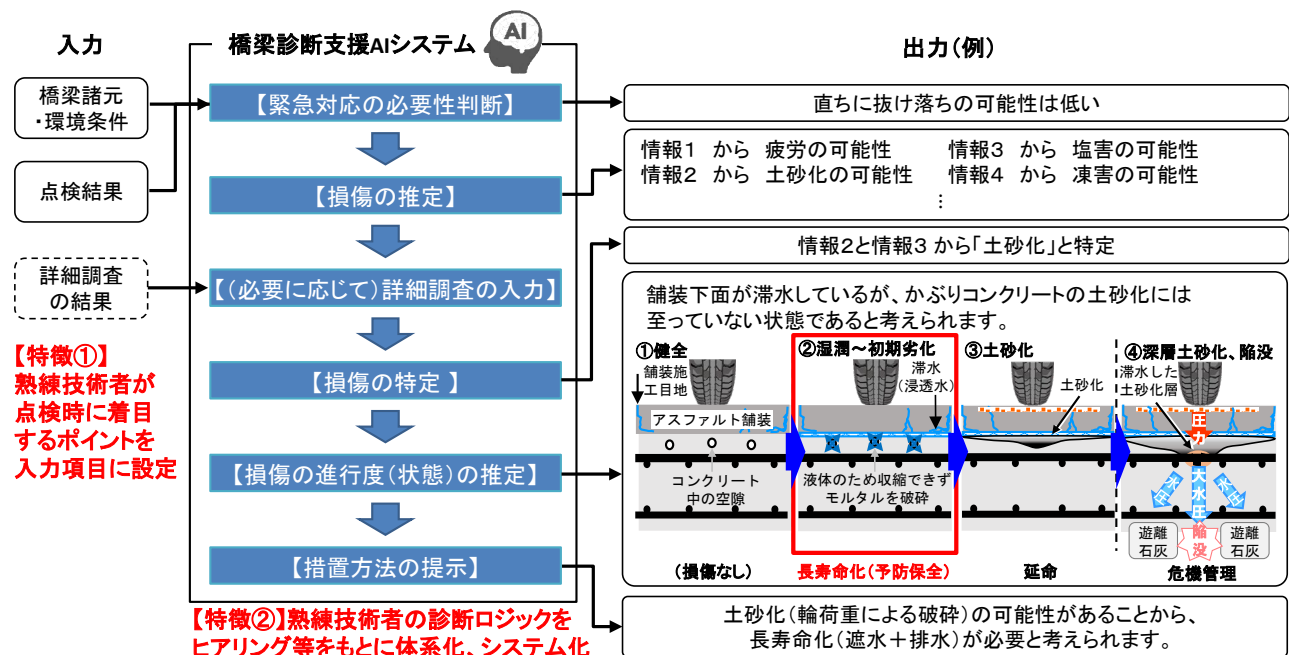 入力
橋梁諸元
・環境条件
点検結果
詳細調査
の結果
【特徴①】
熟練技術者が
点検時に着目
するポイントを
入力項目に設定
橋梁診断支援AIシステム
AI
【緊急対応の必要性判断】
【損傷の推定】
【(必要に応じて)詳細調査の入力】
【損傷の特定 】
【損傷の進行度(状態)の推定】
【措置方法の提示】
【特徴②】熟練技術者の診断ロジックを
ヒアリング等をもとに体系化、システム化
出力(例)
直ちに抜け落ちの可能性は低い
情報1 から 疲労の可能性 情報3 から 塩害の可能性
情報2 から 土砂化の可能性 情報4 から 凍害の可能性
…
情報2と情報3 から「土砂化」と特定
舗装下面が滞水しているが、かぶりコンクリートの土砂化には
至っていない状態であると考えられます。
①健全
舗装施
工目地
アスファルト舗装
コンクリート
中の空隙
(損傷なし)
②湿潤~初期劣化
滞水
(浸透水)
液体のため収縮できず
モルタルを破砕
長寿命化(予防保全)
③土砂化
土砂化
延命
④深層土砂化、陥没
滞水した
土砂化層
圧力
水圧
大水圧
水圧
遊離
石灰
陥没
遊離
石灰
危機管理
土砂化(輪荷重による破砕)の可能性があることから、
長寿命化(遮水+排水)が必要と考えられます。